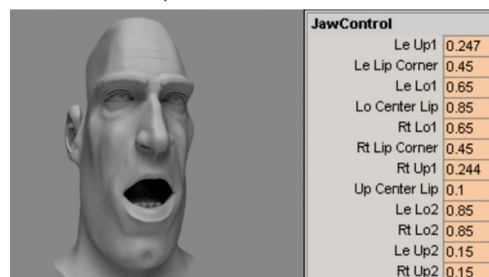 JawControl
Le Up1 0.247
Le Lip Corner 0.45
Le Lo1 0.65
Lo Center Lip 0.85
Rt Lo1 0.65
Rt Lip Corner 0.45
Rt Up1 0.244
Up Center Lip 0.1
Le Lo2 0.85
Rt Lo2 0.85
Le Up2 0.15
Rt Up2 0.15